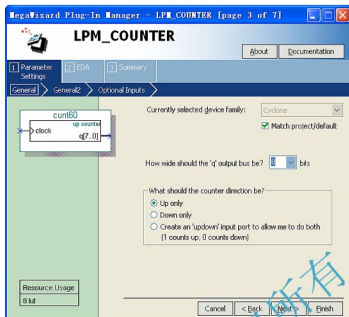 MegaWizard Plug-In Manager - LPM_COUNTER [page 3 of 7]
LPM_COUNTER
About
Documentation
1 Parameter Settings
2 EDA
3 Summary
General
General2
Optional Inputs
cunt60
up counter
clock
q[7..0]
Currently selected device family:
Cyclone
Match project/default
How wide should the 'q' output bus be?
8
bits
What should the counter direction be?
Up only
Down only
Create an 'updown' input port to allow me to do both
(1 counts up; 0 counts down)
Resource Usage
8 lut
Cancel
< Back
Next >
Finish
所有